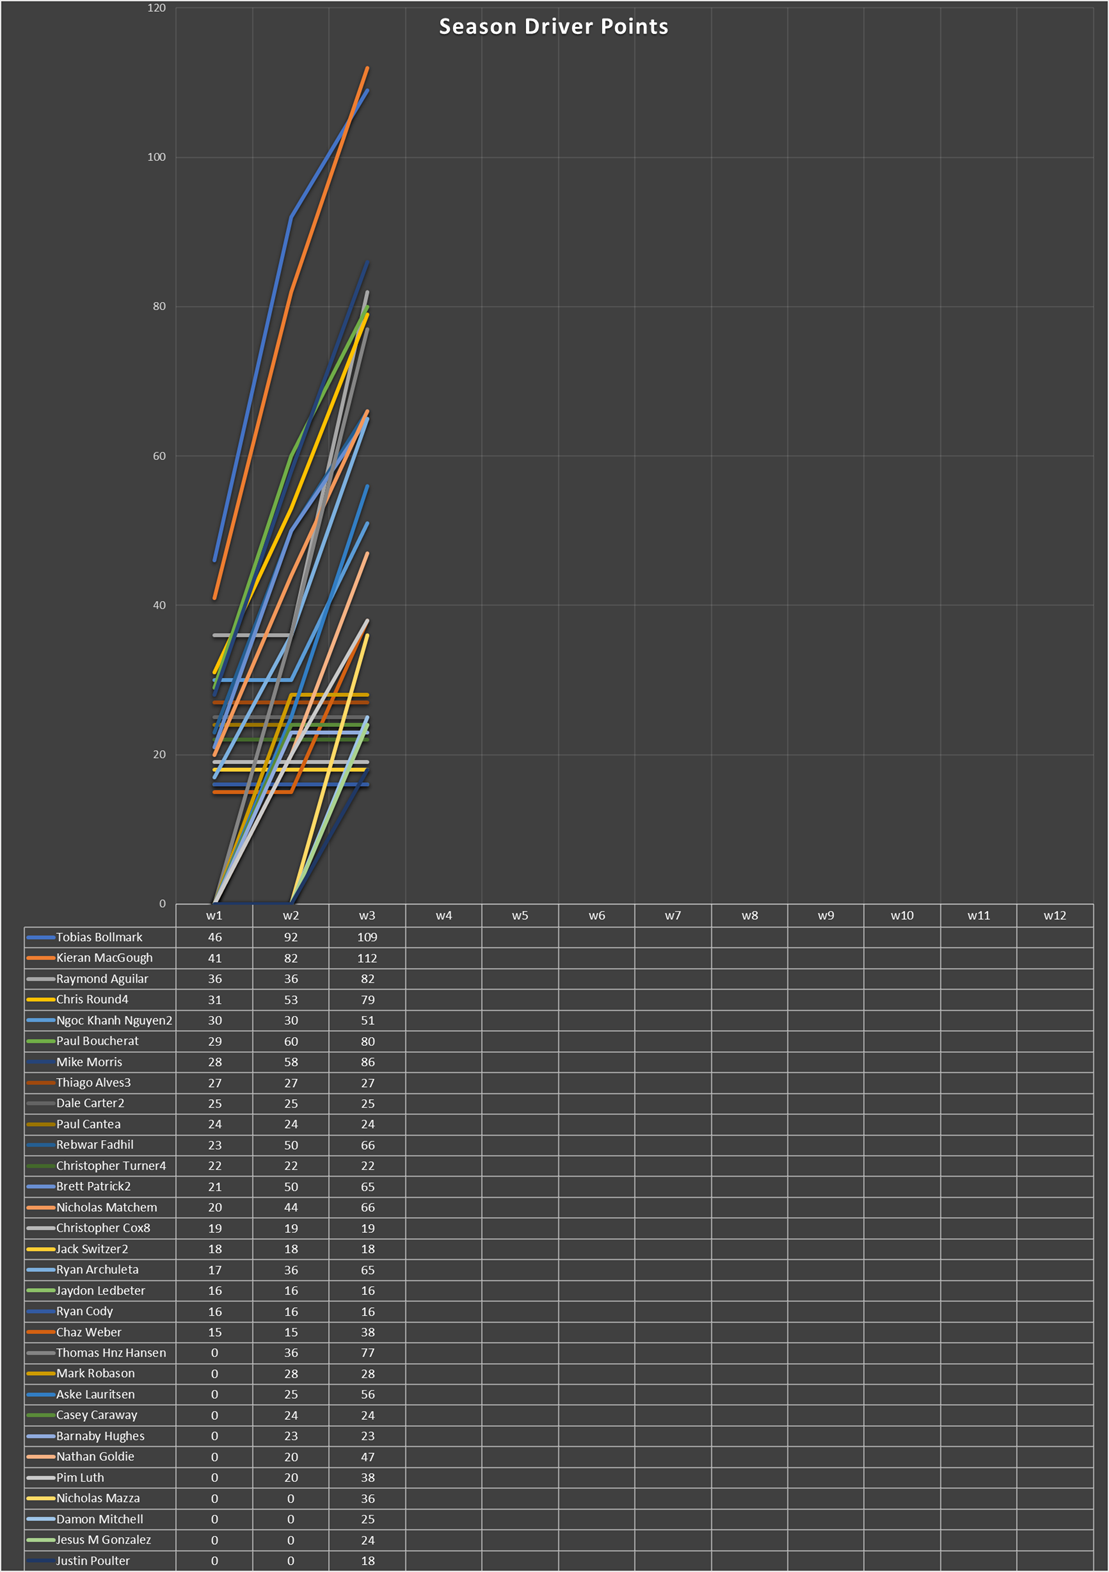 120
Season Driver Points
100
80
60
40
20
0
w1 w2 w3 w4 w5 w6 w7 w8 w9 w10 w11 w12
Tobias Bollmark 46 92 109
Kieran MacGough 41 82 112
Raymond Aguilar 36 36 82
Chris Round4 31 53 79
Ngoc Khanh Nguyen2 30 30 51
Paul Boucherat 29 60 80
Mike Morris 28 58 86
Thiago Alves3 27 27 27
Dale Carter2 25 25 25
Paul Cantea 24 24 24
Rebwar Fadhil 23 50 66
Christopher Turner4 22 22 22
Brett Patrick2 21 50 65
Nicholas Matchem 20 44 66
Christopher Cox8 19 19 19
Jack Switzer2 18 18 18
Ryan Archuleta 17 36 65
Jaydon Ledbeter 16 16 16
Ryan Cody 16 16 16
Chaz Weber 15 15 38
Thomas Hnz Hansen 0 36 77
Mark Robason 0 28 28
Aske Lauritsen 0 25 56
Casey Caraway 0 24 24
Barnaby Hughes 0 23 23
Nathan Goldie 0 20 47
Pim Luth 0 20 38
Nicholas Mazza 0 0 36
Damon Mitchell 0 0 25
Jesus M Gonzalez 0 0 24
Justin Poulter 0 0 18